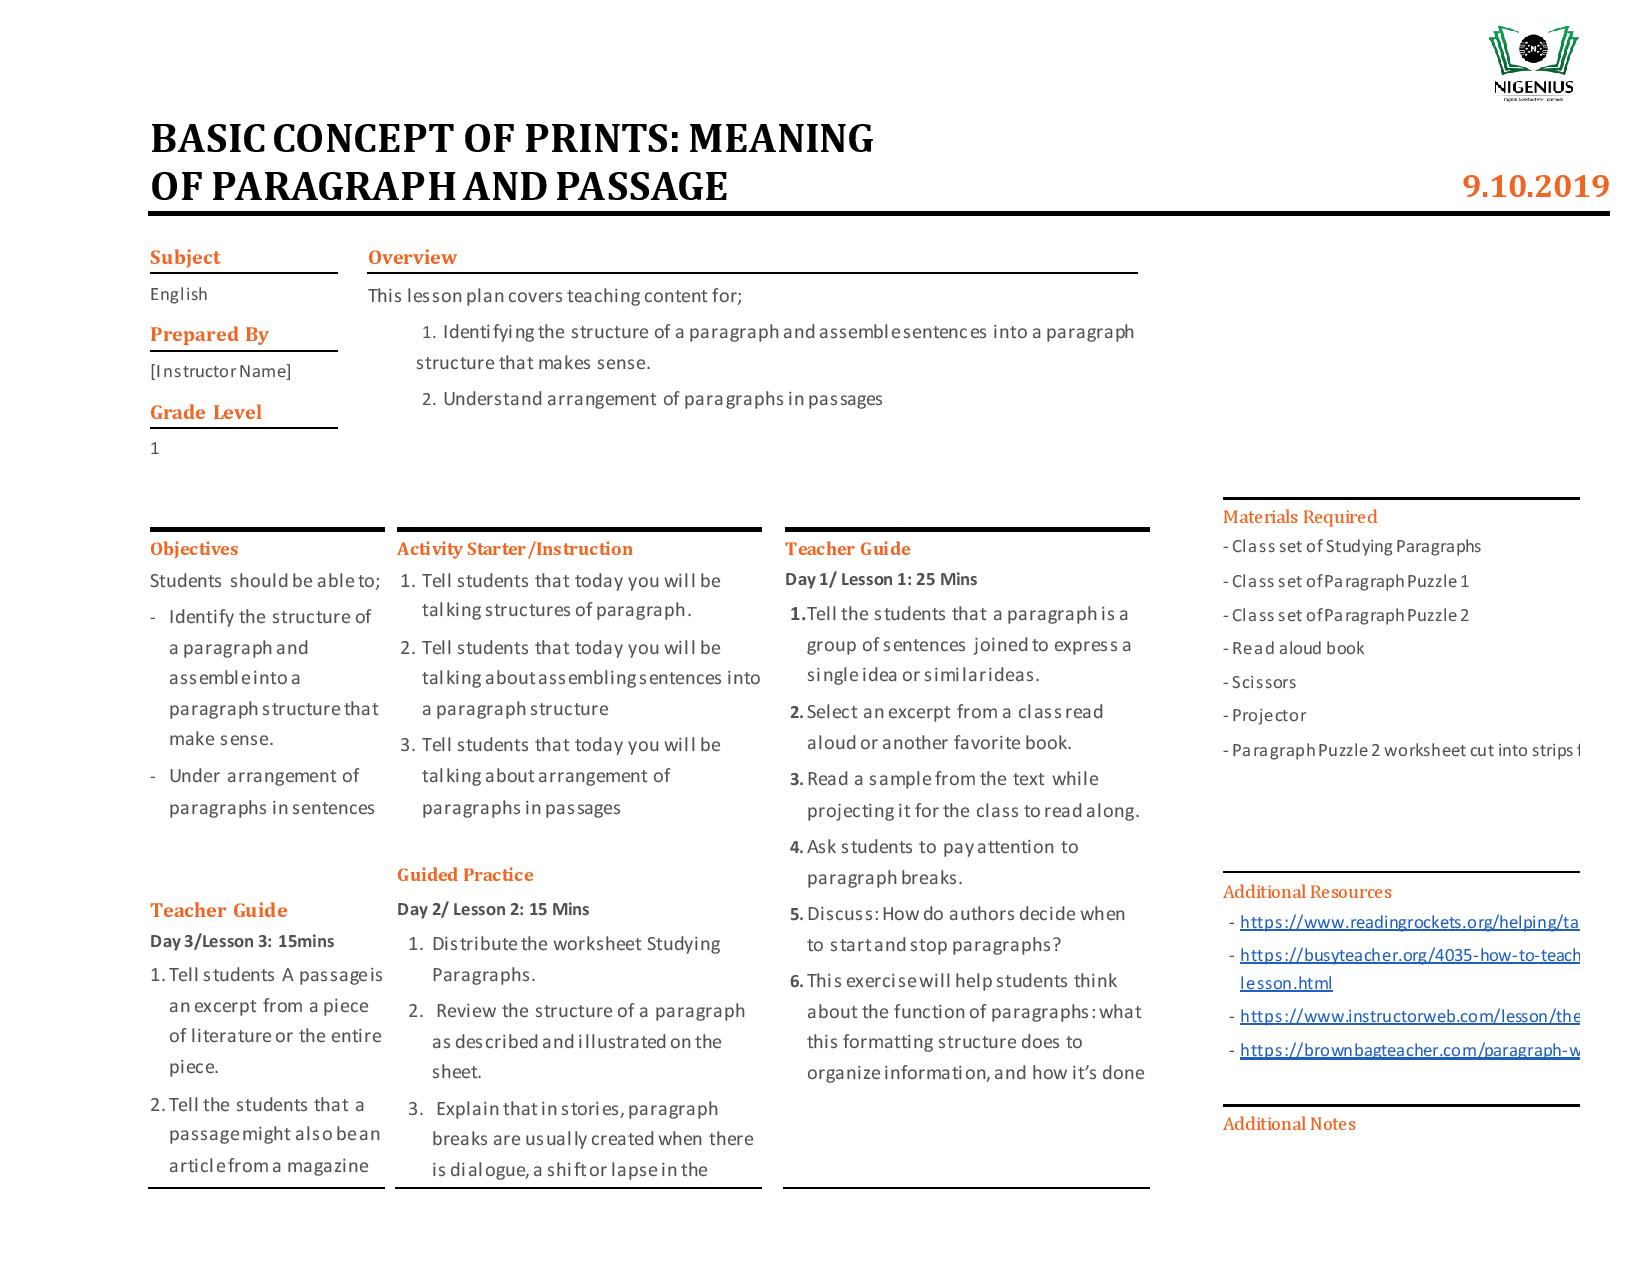 NIGENIUS
BASIC CONCEPT OF PRINTS: MEANING
OF PARAGRAPH AND PASSAGE
9.10.2019
Subject
English
Prepared By
[Instructor Name]
Grade Level
1
Overview
This lesson plan covers teaching content for;
1. Identifying the structure of a paragraph and assemble sentences into a paragraph
structure that makes sense.
2. Understand arrangement of paragraphs in passages
Objectives
Students should be able to;
- Identify the structure of
a paragraph and
assemble into a
paragraph structure that
make sense.
- Under arrangement of
paragraphs in sentences
Teacher Guide
Day 3/Lesson 3: 15mins
1. Tell students A passage is
an excerpt from a piece
of literature or the entire
piece.
2. Tell the students that a
passage might also be an
article from a magazine
Activity Starter/Instruction
1. Tell students that today you will be
talking structures of paragraph.
2. Tell students that today you will be
talking about assembling sentences into
a paragraph structure
3. Tell students that today you will be
talking about arrangement of
paragraphs in passages
Guided Practice
Day 2/ Lesson 2: 15 Mins
1. Distribute the worksheet Studying
Paragraphs.
2. Review the structure of a paragraph
as described and illustrated on the
sheet.
3. Explain that in stories, paragraph
breaks are usually created when there
is dialogue, a shift or lapse in the
Teacher Guide
Day 1/ Lesson 1: 25 Mins
1. Tell the students that a paragraph is a
group of sentences joined to express a
single idea or similar ideas.
2. Select an excerpt from a class read
aloud or another favorite book.
3. Read a sample from the text while
projecting it for the class to read along.
4. Ask students to pay attention to
paragraph breaks.
5. Discuss: How do authors decide when
to start and stop paragraphs?
6. This exercise will help students think
about the function of paragraphs: what
this formatting structure does to
organize information, and how it's done
Materials Required
- Class set of Studying Paragraphs
- Class set of Paragraph Puzzle 1
- Class set of Paragraph Puzzle 2
- Read aloud book
- Scissors
- Projector
- Paragraph Puzzle 2 worksheet cut into strips
Additional Resources
- https://www.readingrockets.org/helping/ta
- https://busyteacher.org/4035-how-to-teach
lesson.html
- https://www.instructorweb.com/lesson/the
- https://brownbagteacher.com/paragraph-w
Additional Notes